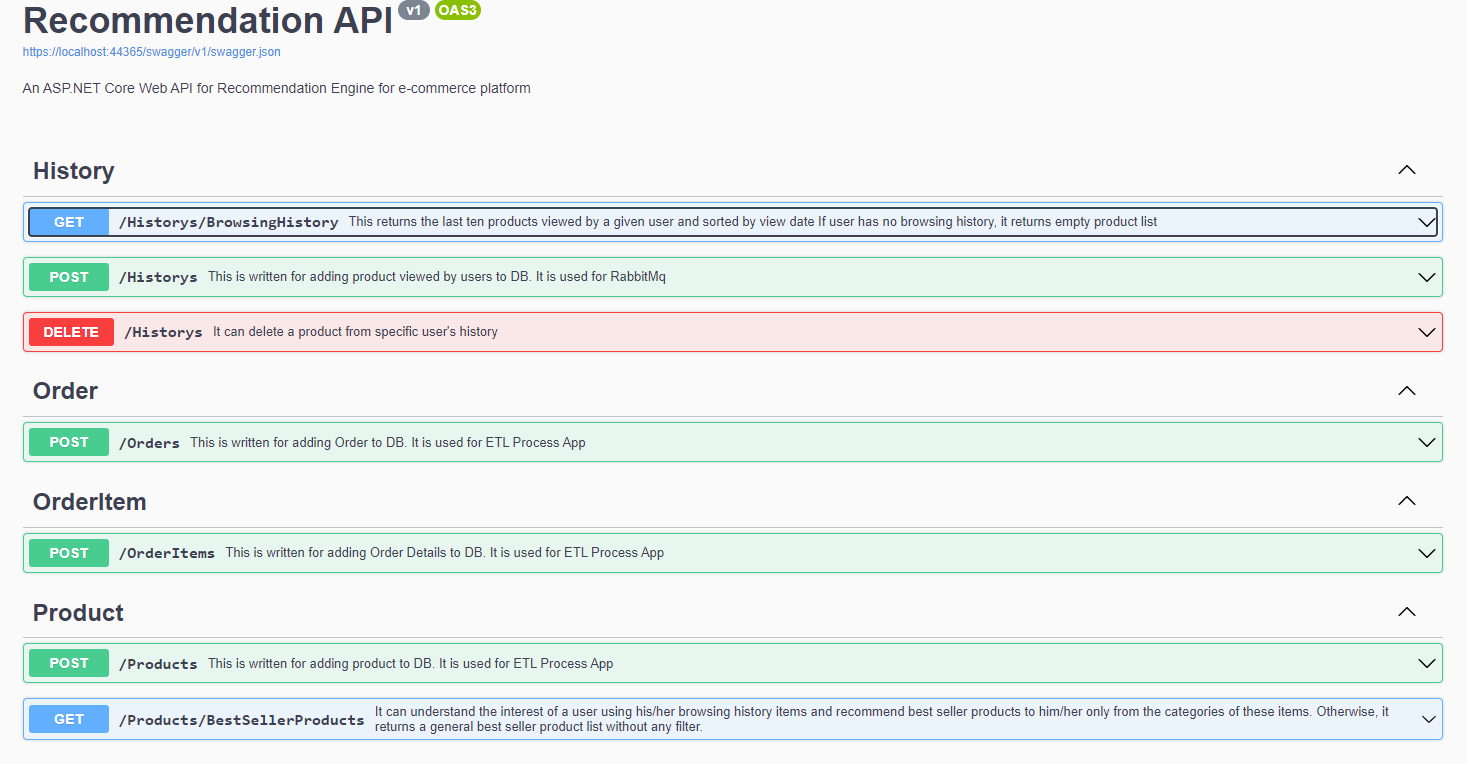 Recommendation API v1 OAS3
https://localhost:44365/swagger/v1/swagger.json
An ASP.NET Core Web API for Recommendation Engine for e-commerce platform
History
GET /Historys/BrowsingHistory This returns the last ten products viewed by a given user and sorted by view date If user has no browsing history, it returns empty product list
POST /Historys This is written for adding product viewed by users to DB. It is used for RabbitMq
DELETE /Historys It can delete a product from specific user's history
Order
POST /Orders This is written for adding Order to DB. It is used for ETL Process App
OrderItem
POST /OrderItems This is written for adding Order Details to DB. It is used for ETL Process App
Product
POST /Products This is written for adding product to DB. It is used for ETL Process App
GET /Products/BestSellerProducts It can understand the interest of a user using his/her browsing history items and recommend best seller products to him/her only from the categories of these items. Otherwise, it
returns a general best seller product list without any filter.